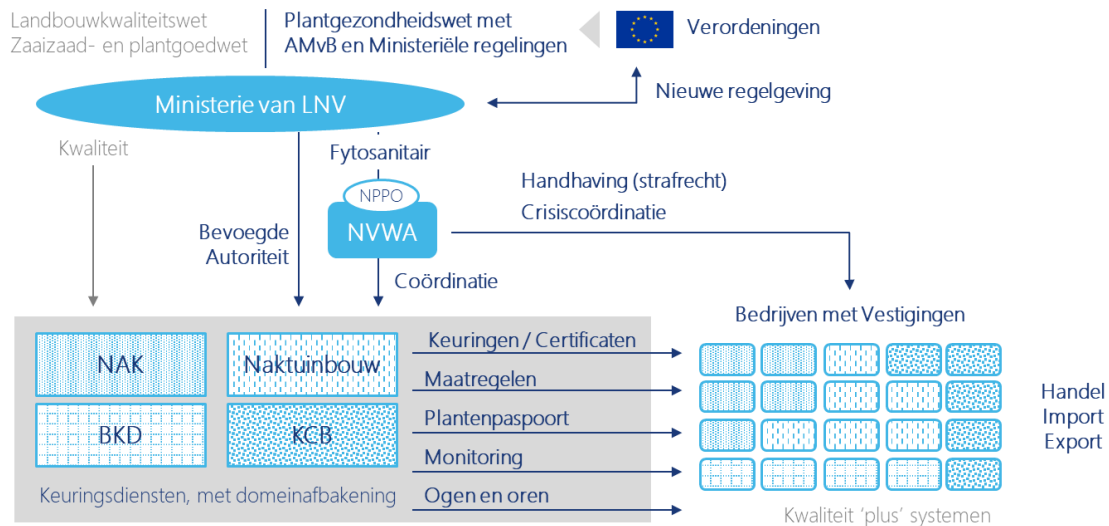 Landbouwkwaliteitswet
Zaaizaad- en plantgoedwet
Plantgezondheidswet met
AMvB en Ministeriële regelingen
Verordeningen
Nieuwe regelgeving
Ministerie van LNV
Kwaliteit
Fytosanitair
NPPO
NVWA
Handhaving (strafrecht)
Crisiscoördinatie
Bevoegde
Autoriteit
Coördinatie
Bedrijven met Vestigingen
NAK
Naktuinbouw
BKD
KCB
Keuringsdiensten, met domeinafbakening
Keuringen / Certificaten
Maatregelen
Plantenpaspoort
Monitoring
Ogen en oren
Handel
Import
Export
Kwaliteit ‘plus’ systemen